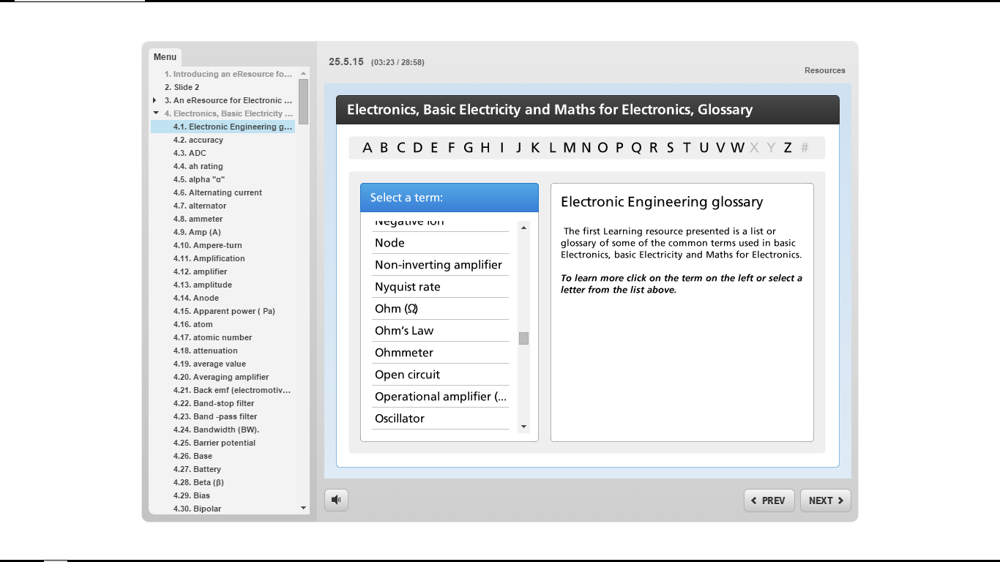 Menu
1. Introducing an eResource fo...
2. Slide 2
3. An eResource for Electronic ...
4. Electronics, Basic Electricity ...
4.1. Electronic Engineering g...
4.2. accuracy
4.3. ADC
4.4. ah rating
4.5. alpha "α"
4.6. Alternating current
4.7. alternator
4.8. ammeter
4.9. Amp (A)
4.10. Ampere-turn
4.11. Amplification
4.12. amplifier
4.13. amplitude
4.14. Anode
4.15. Apparent power ( Pa)
4.16. atom
4.17. atomic number
4.18. attenuation
4.19. average value
4.20. Averaging amplifier
4.21. Back emf (electromotiv...
4.22. Band-stop filter
4.23. Band -pass filter
4.24. Bandwidth (BW).
4.25. Barrier potential
4.26. Base
4.27. Battery
4.28. Beta (β)
4.29. Bias
4.30. Bipolar
25.5.15 (03:23 / 28:58)
Resources
Electronics, Basic Electricity and Maths for Electronics, Glossary
A B C D E F G H I J K L M N O P Q R S T U V W X Y Z #
Select a term:
Negative ion
Node
Non-inverting amplifier
Nyquist rate
Ohm (Ω)
Ohm's Law
Ohmmeter
Open circuit
Operational amplifier (...
Oscillator
Electronic Engineering glossary
The first Learning resource presented is a list or
glossary of some of the common terms used in basic
Electronics, basic Electricity and Maths for Electronics.
To learn more click on the term on the left or select a
letter from the list above.
PREV
NEXT